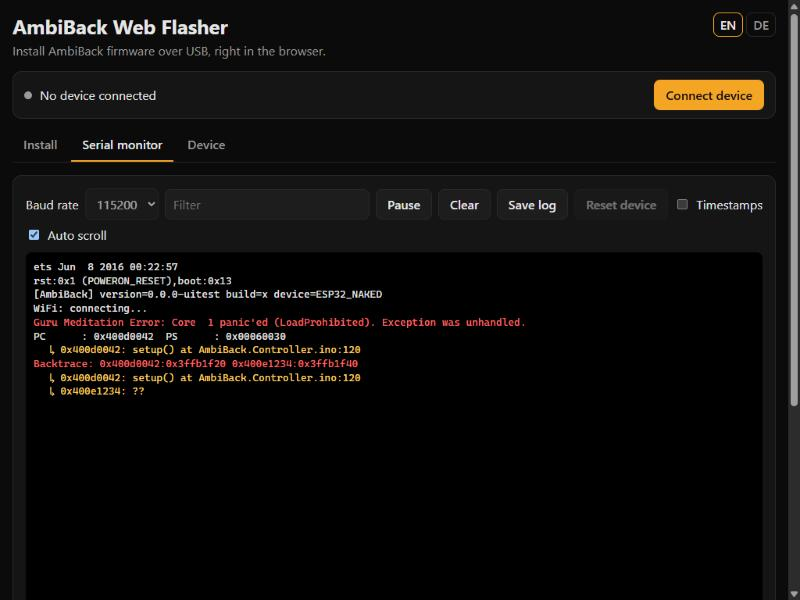 AmbiBack Web Flasher
EN DE
Install AmbiBack firmware over USB, right in the browser.
No device connected
Connect device
Install Serial monitor Device
Baud rate 115200 Filter Pause Clear Save log Reset device Timestamps
Auto scroll
ets Jun  8 2016 00:22:57
rst:0x1 (POWERON_RESET),boot:0x13
[AmbiBack] version=0.0.0-uitest build=x device=ESP32_NAKED
WiFi: connecting...
Guru Meditation Error: Core  1 panic'ed (LoadProhibited). Exception was unhandled.
PC      : 0x400d0042  PS      : 0x00060030
↳ 0x400d0042: setup() at AmbiBack.Controller.ino:120
Backtrace: 0x400d0042:0x3ffb1f20 0x400e1234:0x3ffb1f40
↳ 0x400d0042: setup() at AmbiBack.Controller.ino:120
↳ 0x400e1234: ??